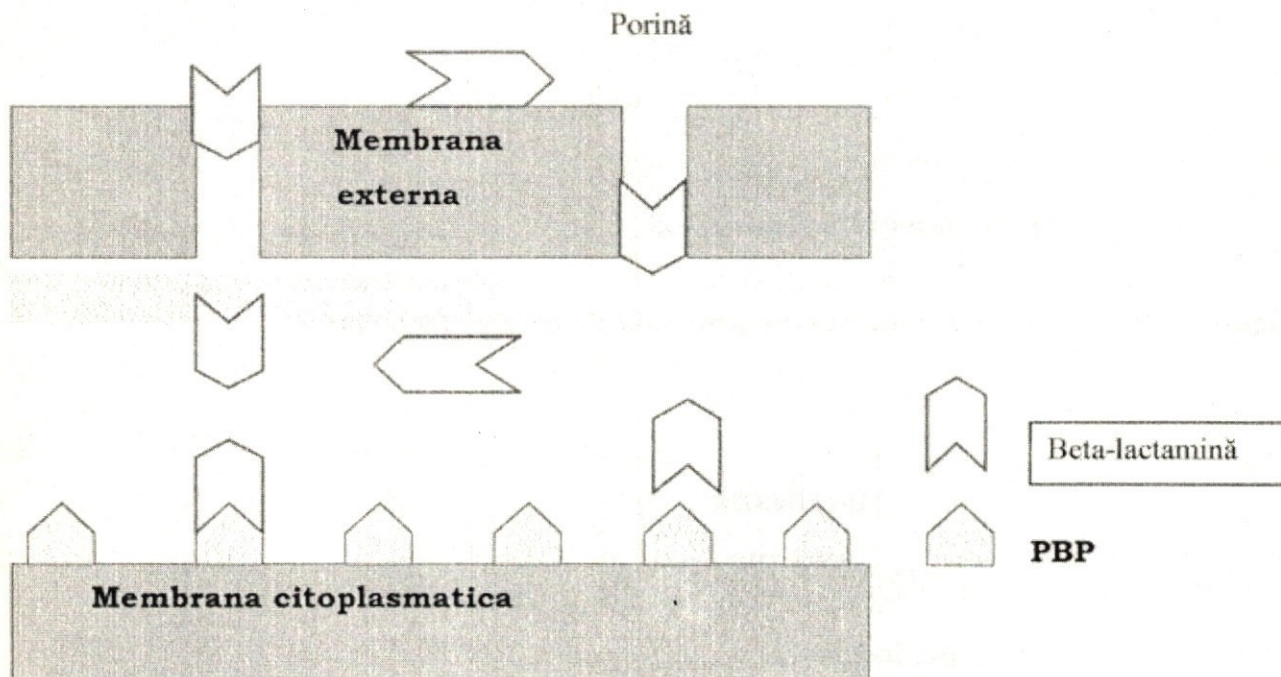 Porină
Membrana
externa
Beta-lactamină
PBP
Membrana citoplasmatica